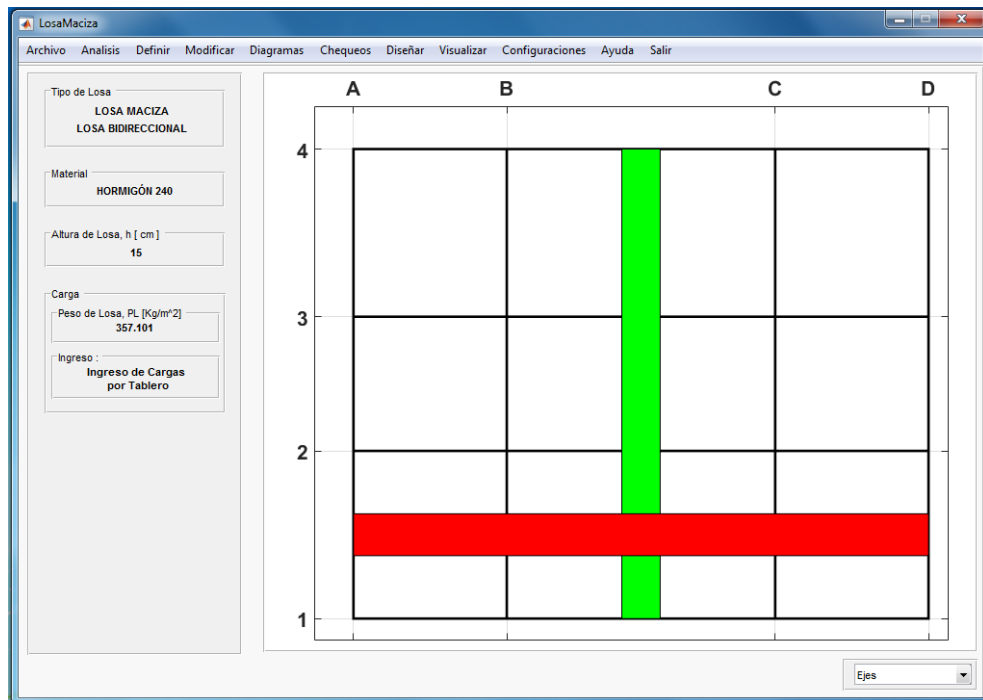 LosaMaciza
Archivo Analisis Definir Modificar Diagramas Chequeos Diseñar Visualizar Configuraciones Ayuda Salir
Tipo de Losa
LOSA MACIZA
LOSA BIDIRECCIONAL
Material
HORMIGÓN 240
Altura de Losa, h [ cm ]
15
Carga
Peso de Losa, PL [Kg/m^2]
357.101
Ingreso :
Ingreso de Cargas
por Tablero
A B C D
4
3
2
1
Ejes